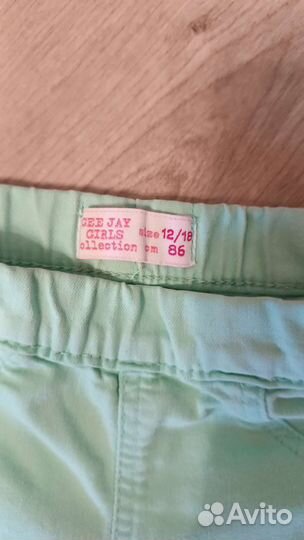 GEE JAY
GIRLS
collection
size 12/18
cm 86
Avito